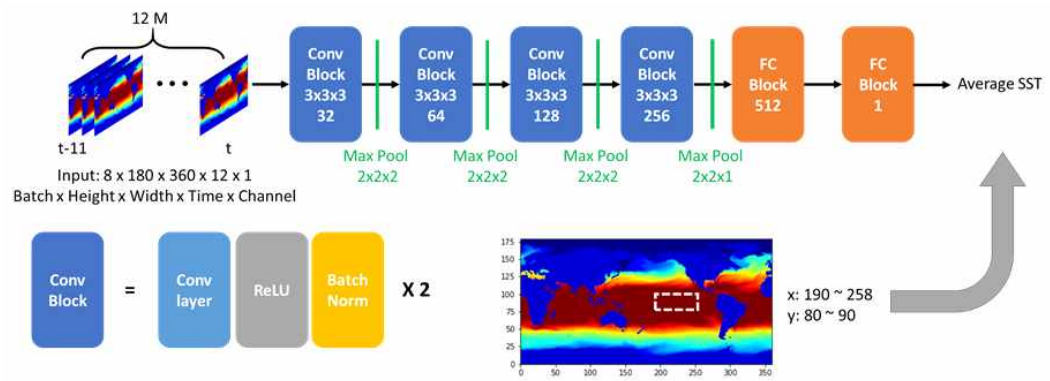 12 M
t-11
t
Input: 8 x 180 x 360 x 12 x 1
Batch x Height x Width x Time x Channel
Conv
Block
3x3x3
32
Conv
Block
3x3x3
64
Conv
Block
3x3x3
128
Conv
Block
3x3x3
256
FC
Block
512
FC
Block
1
Average SST
Max Pool
2x2x2
Max Pool
2x2x2
Max Pool
2x2x2
Max Pool
2x2x1
Conv
Block
=
Conv
layer
ReLU
Batch
Norm
X 2
175
150
125
100
75
50
25
0
0 50 100 150 200 250 300 350
x: 190 ~ 258
y: 80 ~ 90